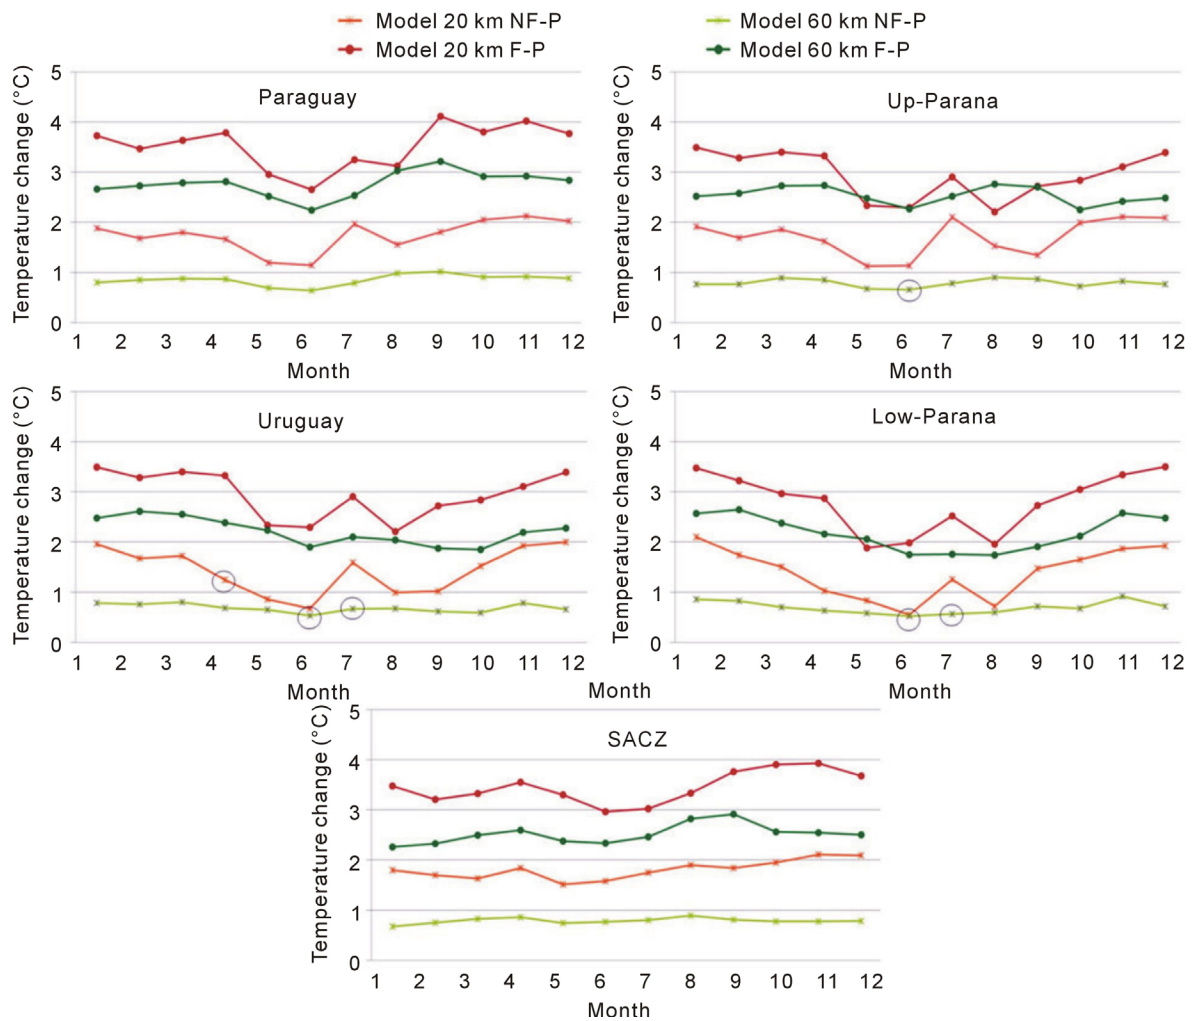 Model 20 km NF-P Model 60 km NF-P
Model 20 km F-P Model 60 km F-P
Temperature change (°C)
5
4
3
2
1
0
Paraguay
1 2 3 4 5 6 7 8 9 10 11 12
Month
Temperature change (°C)
5
4
3
2
1
0
Up-Parana
1 2 3 4 5 6 7 8 9 10 11 12
Month
Temperature change (°C)
5
4
3
2
1
0
Uruguay
1 2 3 4 5 6 7 8 9 10 11 12
Month
Temperature change (°C)
5
4
3
2
1
0
Low-Parana
1 2 3 4 5 6 7 8 9 10 11 12
Month
Month
Temperature change (°C)
5
4
3
2
1
0
SACZ
1 2 3 4 5 6 7 8 9 10 11 12
Month